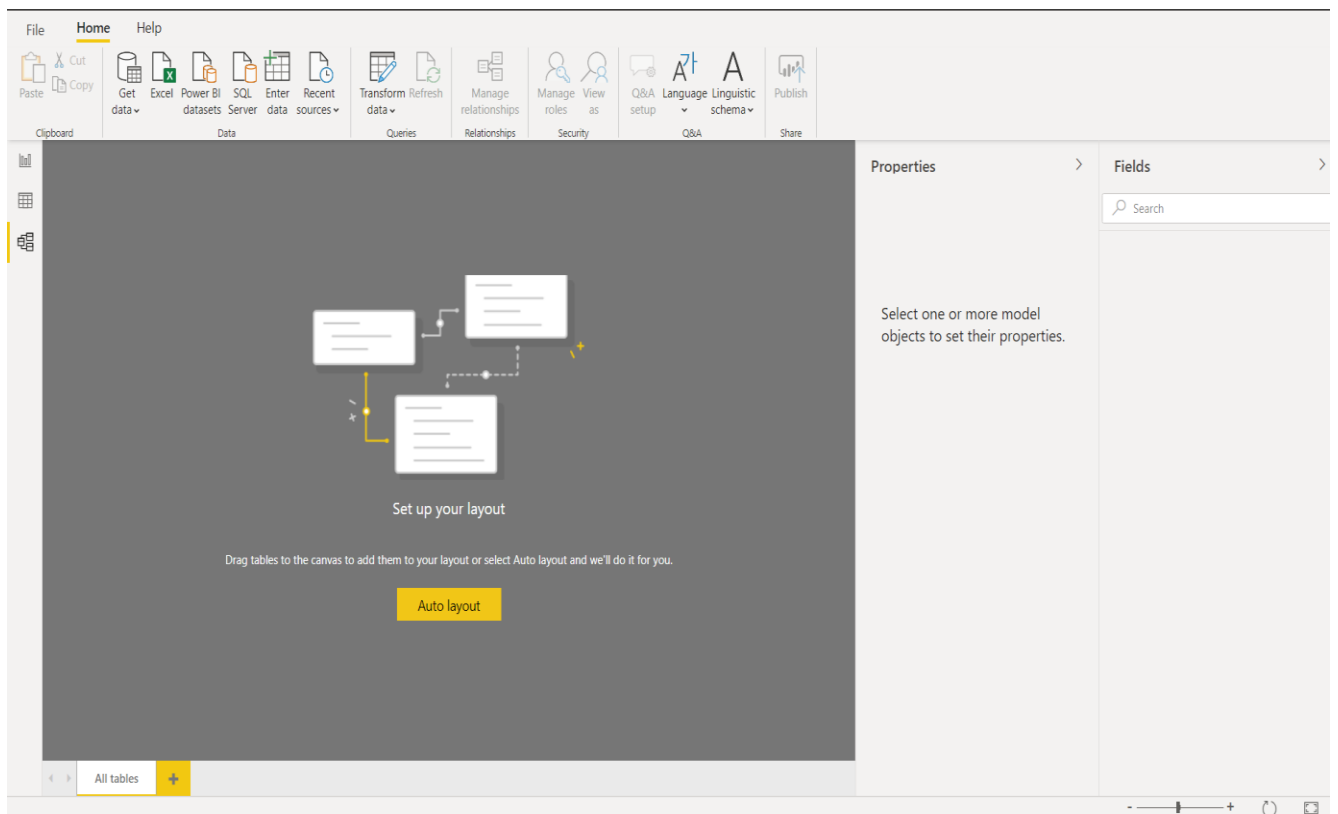 File Home Help
Cut
Copy
Paste
Get data
Excel
Power BI datasets
SQL Server
Enter data
Recent sources
Transform data
Refresh
Manage relationships
Manage roles
View as
Q&A setup
Language
Linguistic schema
Publish
Clipboard Data Queries Relationships Security Q&A Share
Properties
Fields
Search
Select one or more model
objects to set their properties.
Set up your layout
Drag tables to the canvas to add them to your layout or select Auto layout and we'll do it for you.
Auto layout
All tables